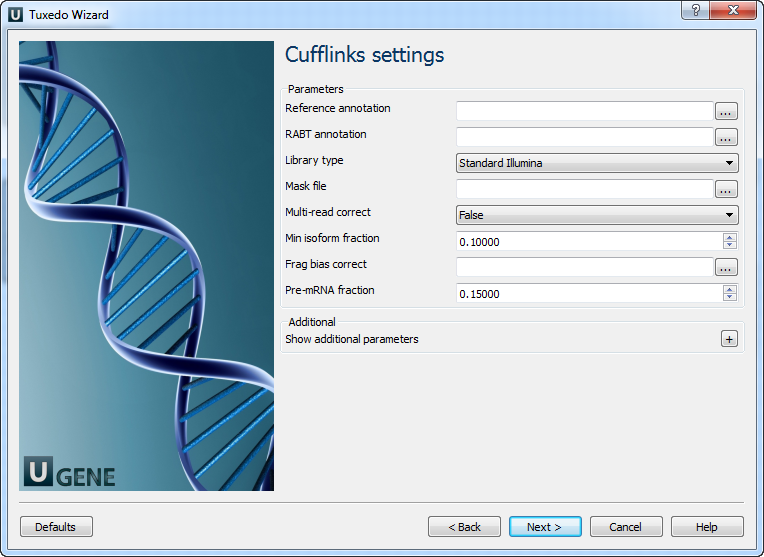 U Tuxedo Wizard ?
Cufflinks settings
Parameters
Reference annotation ...
RABT annotation ...
Library type Standard Illumina
Mask file ...
Multi-read correct False
Min isoform fraction 0.10000
Frag bias correct ...
Pre-mRNA fraction 0.15000
Additional
Show additional parameters +
U GENE
Defaults < Back Next > Cancel Help